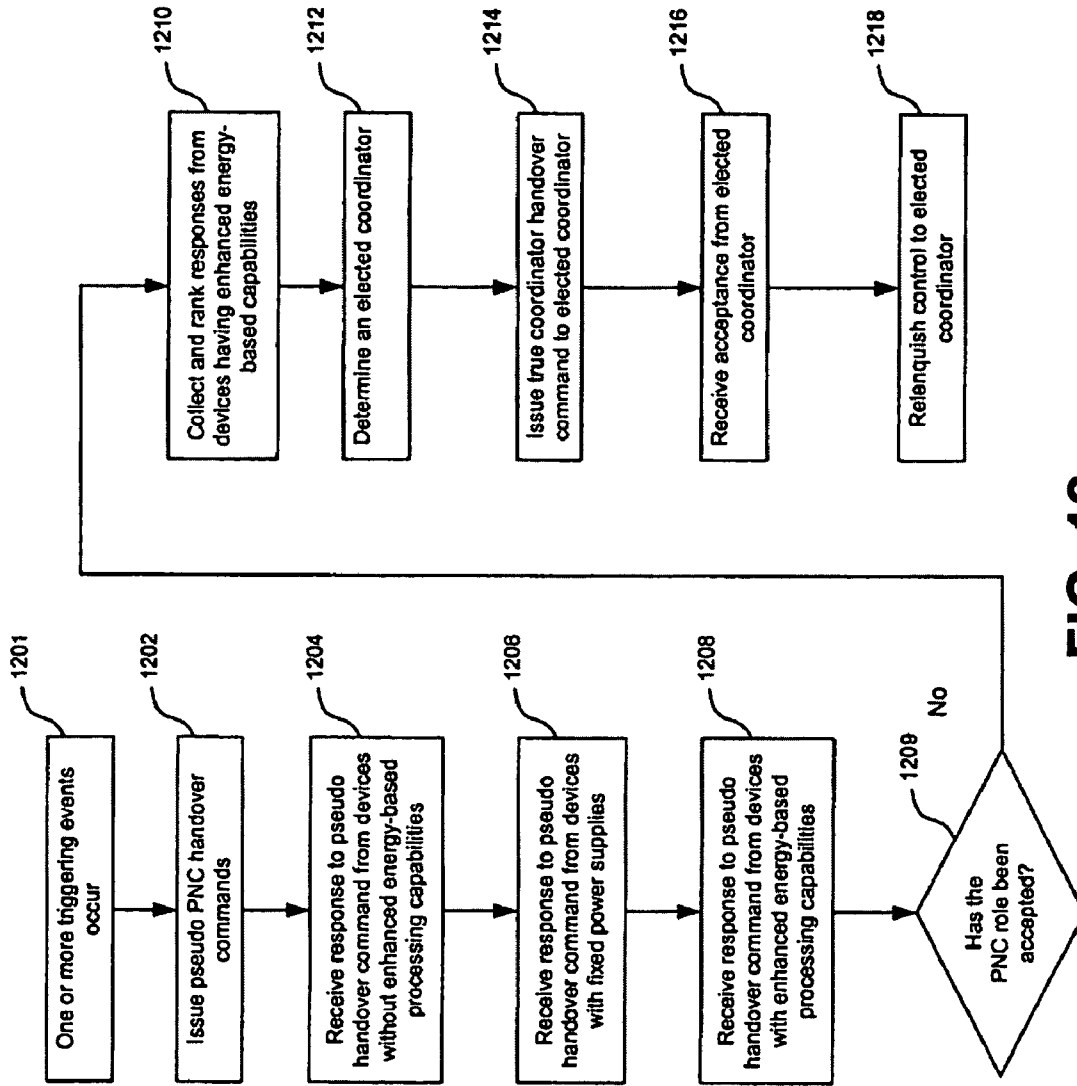 1201
One or more triggering events
occur
1202
Issue pseudo PNC handover
commands
1204
Receive response to pseudo
handover command from devices
without enhanced energy-based
processing capabilities
1206
Receive response to pseudo
handover command from devices
with fixed power supplies
1208
Receive response to pseudo
handover command from devices
with enhanced energy-based
processing capabilities
1209
Has the
PNC role been
accepted?
No
1210
Collect and rank responses from
devices having enhanced energy-
based capabilities
1212
Determine an elected coordinator
1214
Issue true coordinator handover
command to elected coordinator
1216
Receive acceptance from elected
coordinator
1218
Relenquish control to elected
coordinator
FIG.